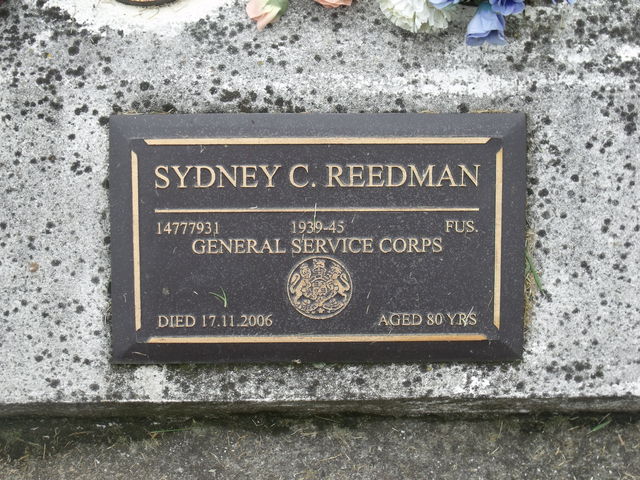 SYDNEY C. REEDMAN
14777931 1939-45 FUS.
GENERAL SERVICE CORPS
DIED 17.11.2006 AGED 80 YRS